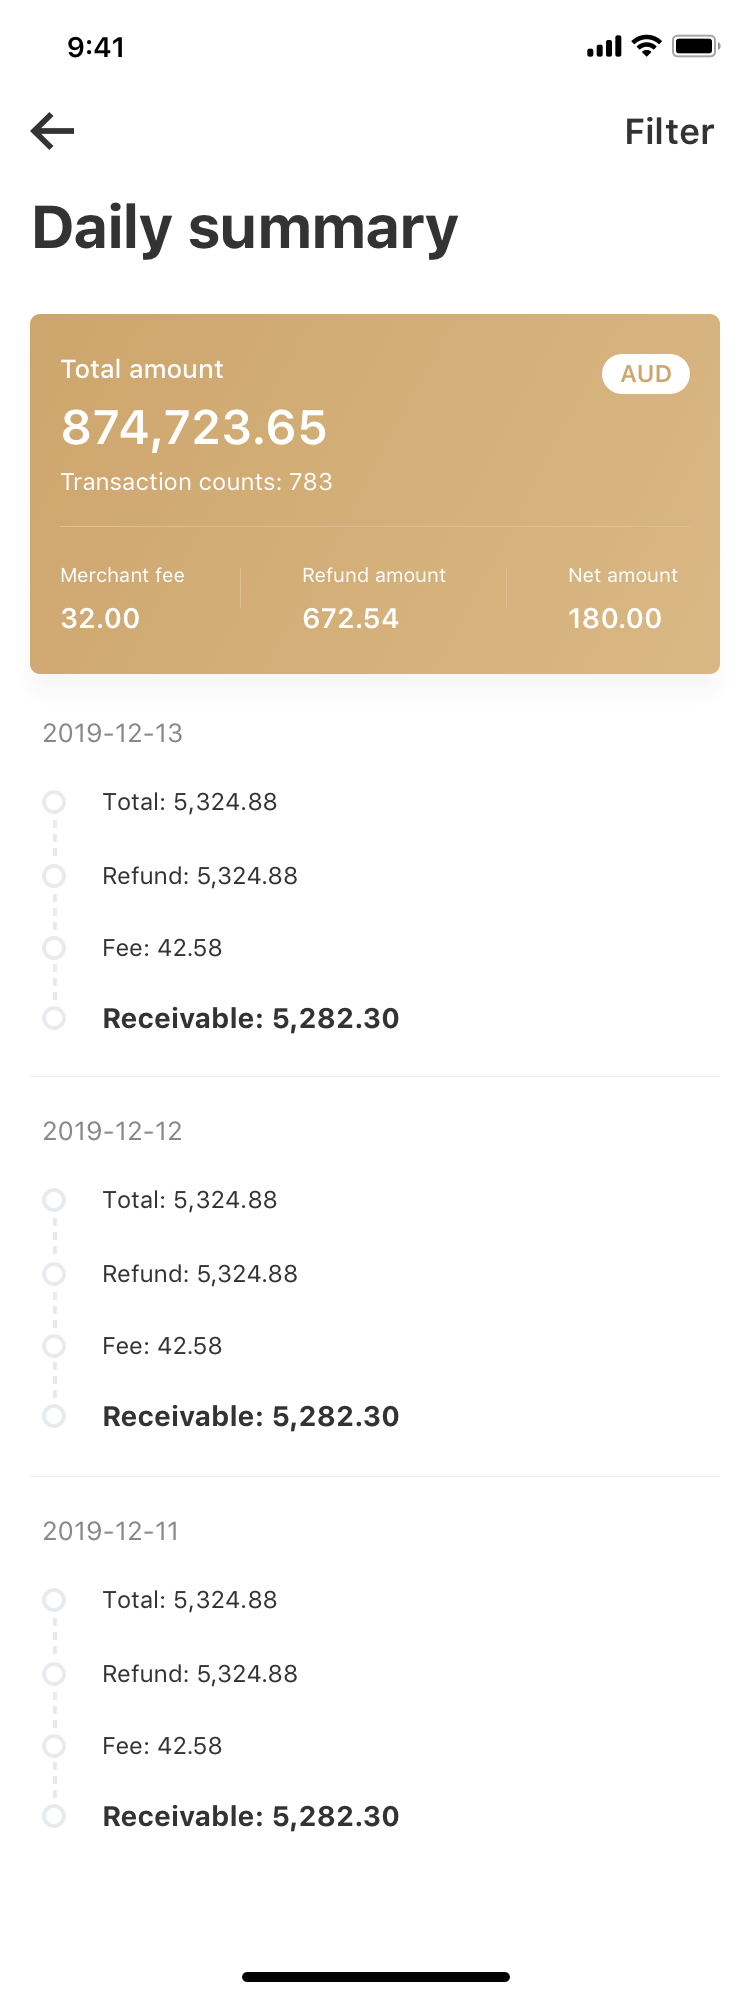 9:41
Filter
Daily summary
Total amount
AUD
874,723.65
Transaction counts: 783
Merchant fee
Refund amount
Net amount
32.00
672.54
180.00
2019-12-13
Total: 5,324.88
Refund: 5,324.88
Fee: 42.58
Receivable: 5,282.30
2019-12-12
Total: 5,324.88
Refund: 5,324.88
Fee: 42.58
Receivable: 5,282.30
2019-12-11
Total: 5,324.88
Refund: 5,324.88
Fee: 42.58
Receivable: 5,282.30